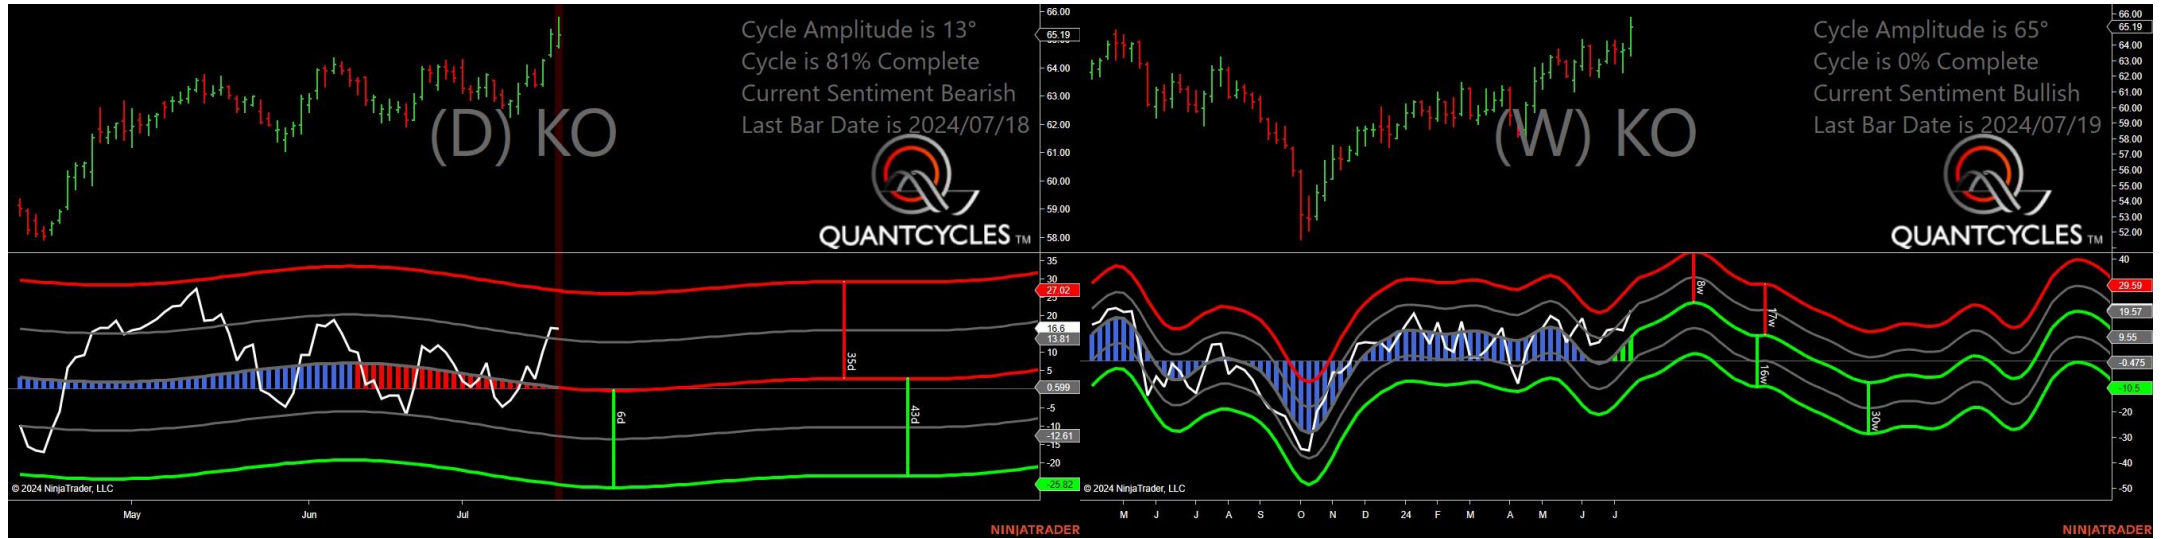 Cycle Amplitude is 13°
Cycle is 81% Complete
Current Sentiment Bearish
Last Bar Date is 2024/07/18
(D) KO
QUANTCYCLES TM
66.00
65.19
64.00
63.00
62.00
61.00
60.00
59.00
58.00
35
30
27.02
25
20
16.6
13.81
10
5
0.599
-5
-10
-12.61
-15
-20
-25.82
6d
35d
43d
© 2024 NinjaTrader, LLC
May Jun Jul
NINJATRADER
Cycle Amplitude is 65°
Cycle is 0% Complete
Current Sentiment Bullish
Last Bar Date is 2024/07/19
(W) KO
QUANTCYCLES TM
66.00
65.19
64.00
63.00
62.00
61.00
60.00
59.00
58.00
57.00
56.00
55.00
54.00
53.00
52.00
40
29.59
19.57
9.55
-0.475
-10.5
-20
-30
-40
-50
8w
17w
16w
30w
© 2024 NinjaTrader, LLC
M J J A S O N D 24 F M A M J J
NINJATRADER